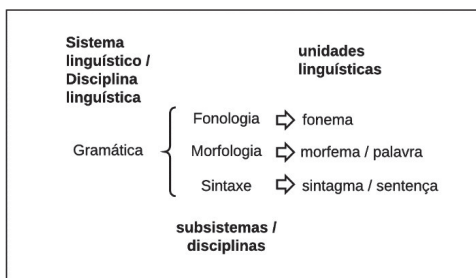 Sistema
linguístico /
Disciplina
linguística
unidades
linguísticas
Gramática
Fonologia
fonema
Morfologia
morfema / palavra
Sintaxe
sintagma / sentença
subsistemas /
disciplinas